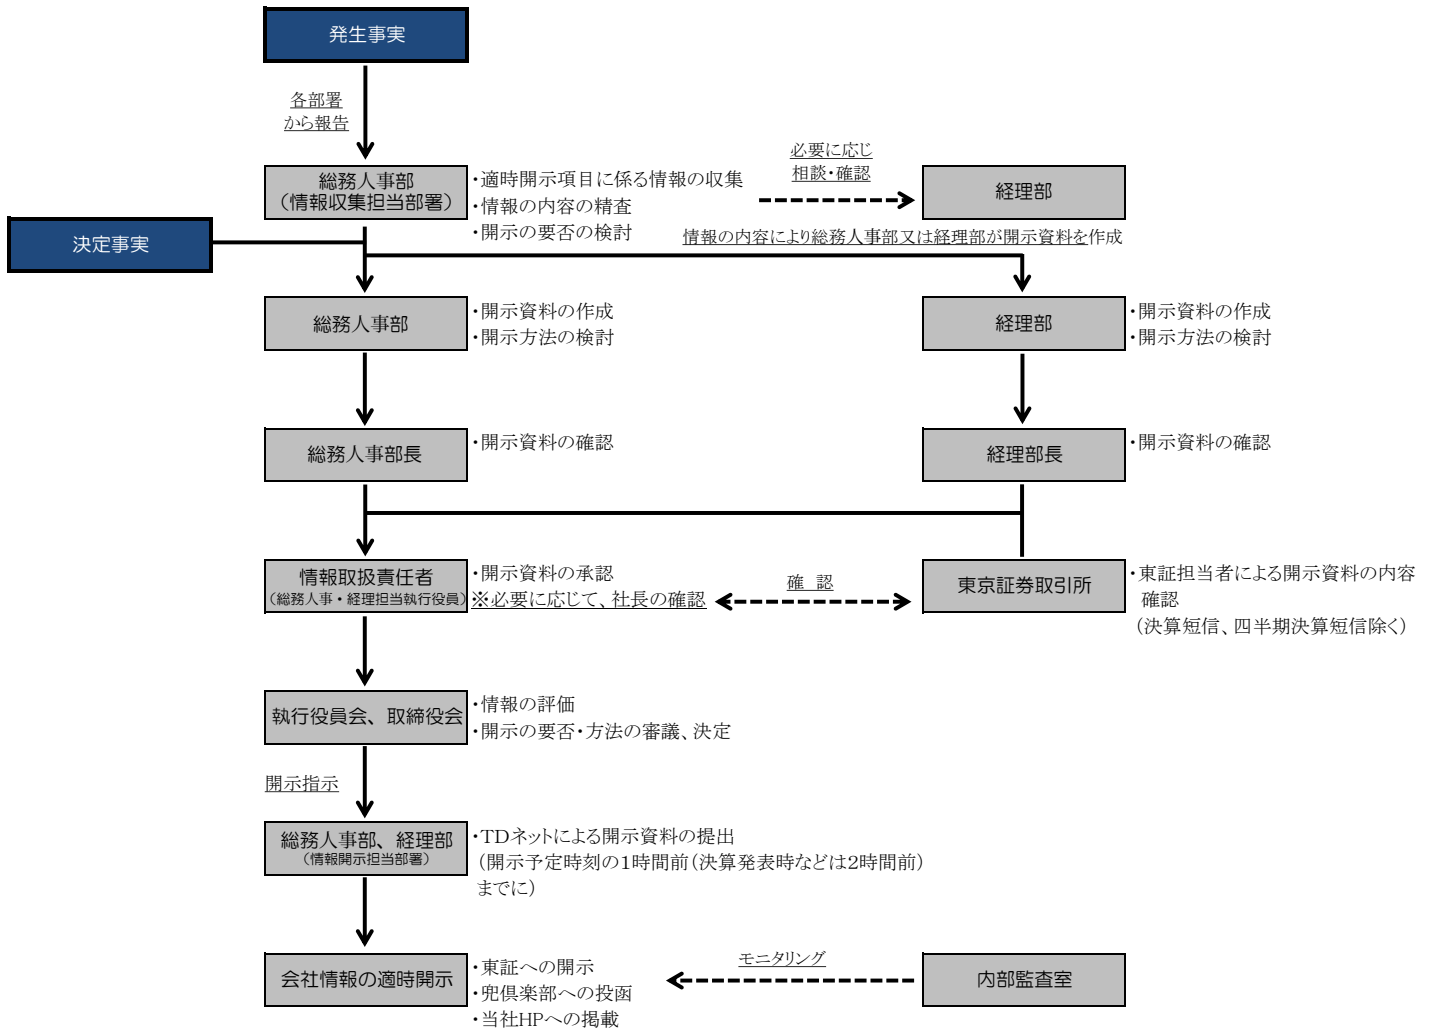 発生事実
各部署
から報告
総務人事部
（情報収集担当部署）
・適時開示項目に係る情報の収集
・情報の内容の精査
・開示の要否の検討
必要に応じ
相談・確認
経理部
決定事実
情報の内容により総務人事部又は経理部が開示資料を作成
総務人事部
・開示資料の作成
・開示方法の検討
経理部
・開示資料の作成
・開示方法の検討
総務人事部長
・開示資料の確認
経理部長
・開示資料の確認
情報取扱責任者
（総務人事・経理担当執行役員）
・開示資料の承認
※必要に応じて、社長の確認
確　認
東京証券取引所
・東証担当者による開示資料の内容
確認
（決算短信、四半期決算短信除く）
執行役員会、取締役会
・情報の評価
・開示の要否・方法の審議、決定
開示指示
総務人事部、経理部
（情報開示担当部署）
・TDネットによる開示資料の提出
（開示予定時刻の1時間前（決算発表時などは2時間前）
までに）
会社情報の適時開示
・東証への開示
・兜倶楽部への投函
・当社HPへの掲載
モニタリング
内部監査室